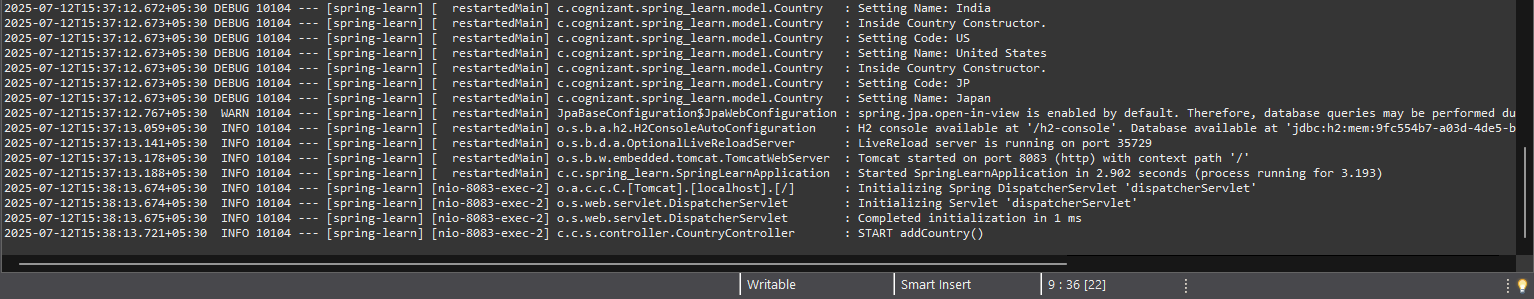 2025-07-12T15:37:12.672+05:30 DEBUG 10104 --- [spring-learn] [  restartedMain] c.cognizant.spring_learn.model.Country   : Setting Name: India
2025-07-12T15:37:12.673+05:30 DEBUG 10104 --- [spring-learn] [  restartedMain] c.cognizant.spring_learn.model.Country   : Inside Country Constructor.
2025-07-12T15:37:12.673+05:30 DEBUG 10104 --- [spring-learn] [  restartedMain] c.cognizant.spring_learn.model.Country   : Setting Code: US
2025-07-12T15:37:12.673+05:30 DEBUG 10104 --- [spring-learn] [  restartedMain] c.cognizant.spring_learn.model.Country   : Setting Name: United States
2025-07-12T15:37:12.673+05:30 DEBUG 10104 --- [spring-learn] [  restartedMain] c.cognizant.spring_learn.model.Country   : Inside Country Constructor.
2025-07-12T15:37:12.673+05:30 DEBUG 10104 --- [spring-learn] [  restartedMain] c.cognizant.spring_learn.model.Country   : Setting Code: JP
2025-07-12T15:37:12.673+05:30 DEBUG 10104 --- [spring-learn] [  restartedMain] c.cognizant.spring_learn.model.Country   : Setting Name: Japan
2025-07-12T15:37:12.767+05:30  WARN 10104 --- [spring-learn] [  restartedMain] JpaBaseConfiguration$JpaWebConfiguration : spring.jpa.open-in-view is enabled by default. Therefore, database queries may be performed du
2025-07-12T15:37:13.059+05:30  INFO 10104 --- [spring-learn] [  restartedMain] o.s.b.a.h2.H2ConsoleAutoConfiguration    : H2 console available at '/h2-console'. Database available at 'jdbc:h2:mem:9fc554b7-a03d-4de5-b
2025-07-12T15:37:13.141+05:30  INFO 10104 --- [spring-learn] [  restartedMain] o.s.b.d.a.OptionalLiveReloadServer       : LiveReload server is running on port 35729
2025-07-12T15:37:13.178+05:30  INFO 10104 --- [spring-learn] [  restartedMain] o.s.b.w.embedded.tomcat.TomcatWebServer  : Tomcat started on port 8083 (http) with context path '/'
2025-07-12T15:37:13.188+05:30  INFO 10104 --- [spring-learn] [  restartedMain] c.c.spring_learn.SpringLearnApplication  : Started SpringLearnApplication in 2.902 seconds (process running for 3.193)
2025-07-12T15:38:13.674+05:30  INFO 10104 --- [spring-learn] [nio-8083-exec-2] o.a.c.c.C.[Tomcat].[localhost].[/]       : Initializing Spring DispatcherServlet 'dispatcherServlet'
2025-07-12T15:38:13.674+05:30  INFO 10104 --- [spring-learn] [nio-8083-exec-2] o.s.web.servlet.DispatcherServlet        : Initializing Servlet 'dispatcherServlet'
2025-07-12T15:38:13.675+05:30  INFO 10104 --- [spring-learn] [nio-8083-exec-2] o.s.web.servlet.DispatcherServlet        : Completed initialization in 1 ms
2025-07-12T15:38:13.721+05:30  INFO 10104 --- [spring-learn] [nio-8083-exec-2] c.c.s.controller.CountryController       : START addCountry()
Writable Smart Insert 9 : 36 [22]